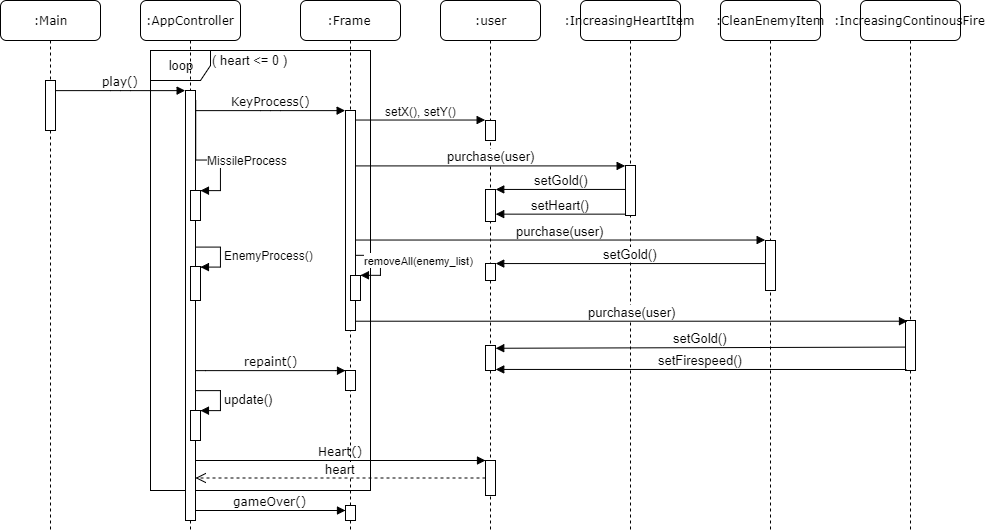 :Main
:AppController
:Frame
:user
:IncreasingHeartItem
:CleanEnemyItem
:IncreasingContinousFire
loop
( heart <= 0 )
play()
KeyProcess()
setX(), setY()
MissileProcess
purchase(user)
setGold()
setHeart()
purchase(user)
EnemyProcess()
removeAll(enemy_list)
setGold()
purchase(user)
setGold()
repaint()
setFirespeed()
update()
Heart()
heart
gameOver()